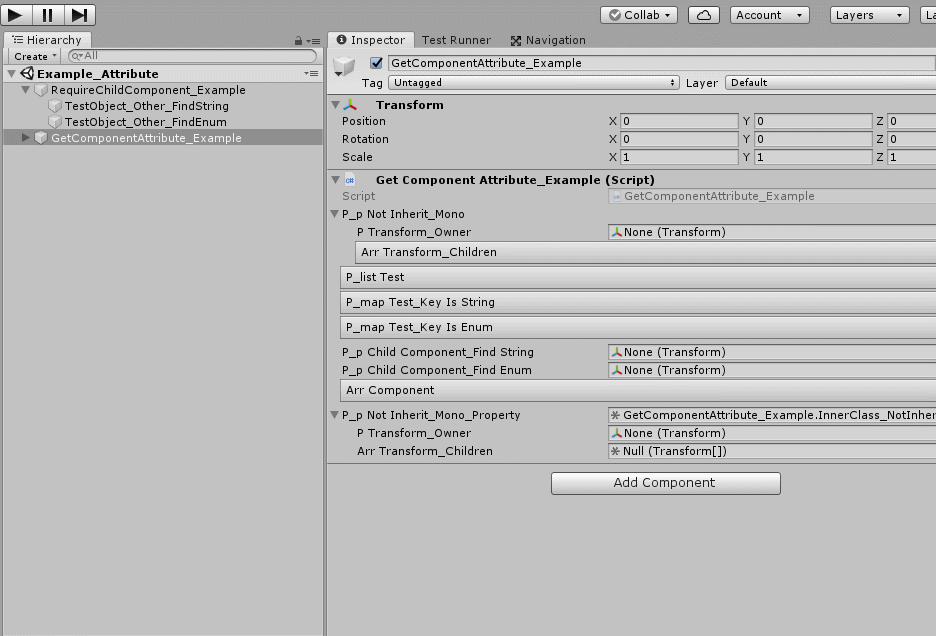 Collab Account Layers La
Hierarchy
Create All
Example_Attribute
RequireChildComponent_Example
TestObject_Other_FindString
TestObject_Other_FindEnum
GetComponentAttribute_Example
Inspector Test Runner Navigation
GetComponentAttribute_Example
Tag Untagged Layer Default
Transform
Position X 0 Y 0 Z 0
Rotation X 0 Y 0 Z 0
Scale X 1 Y 1 Z 1
Get Component Attribute_Example (Script)
Script GetComponentAttribute_Example
P_p Not Inherit_Mono
P Transform_Owner None (Transform)
Arr Transform_Children
P_list Test
P_map Test_Key Is String
P_map Test_Key Is Enum
P_p Child Component_Find String None (Transform)
P_p Child Component_Find Enum None (Transform)
Arr Component
P_p Not Inherit_Mono_Property GetComponentAttribute_Example.InnerClass_NotInher
P Transform_Owner None (Transform)
Arr Transform_Children Null (Transform[])
Add Component